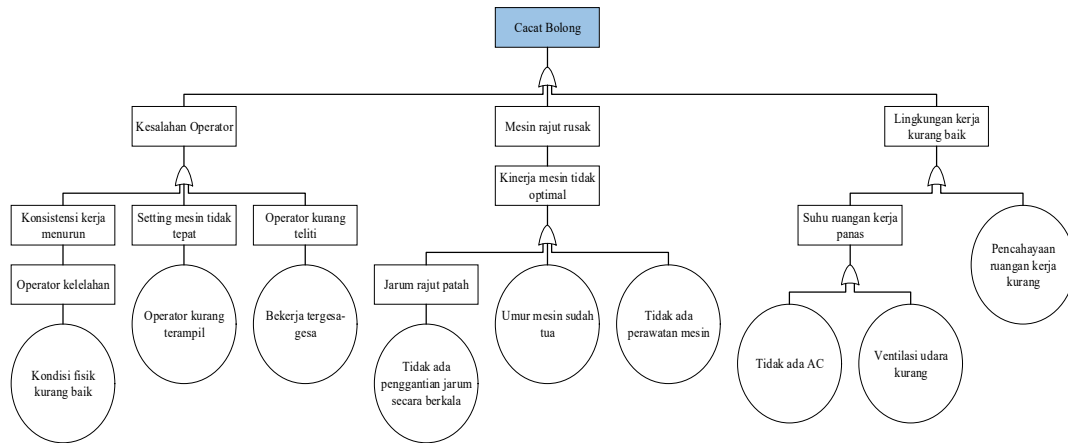 Cacat Bolong
Kesalahan Operator
Mesin rajut rusak
Lingkungan kerja
kurang baik
Kinerja mesin tidak
optimal
Konsistensi kerja
menurun
Setting mesin tidak
tepat
Operator kurang
teliti
Suhu ruangan kerja
panas
Pencahayaan
ruangan kerja
kurang
Operator kelelahan
Operator kurang
terampil
Bekerja tergesa-
gesa
Jarum rajut patah
Umur mesin sudah
tua
Tidak ada
perawatan mesin
Kondisi fisik
kurang baik
Tidak ada
penggantian jarum
secara berkala
Tidak ada AC
Ventilasi udara
kurang